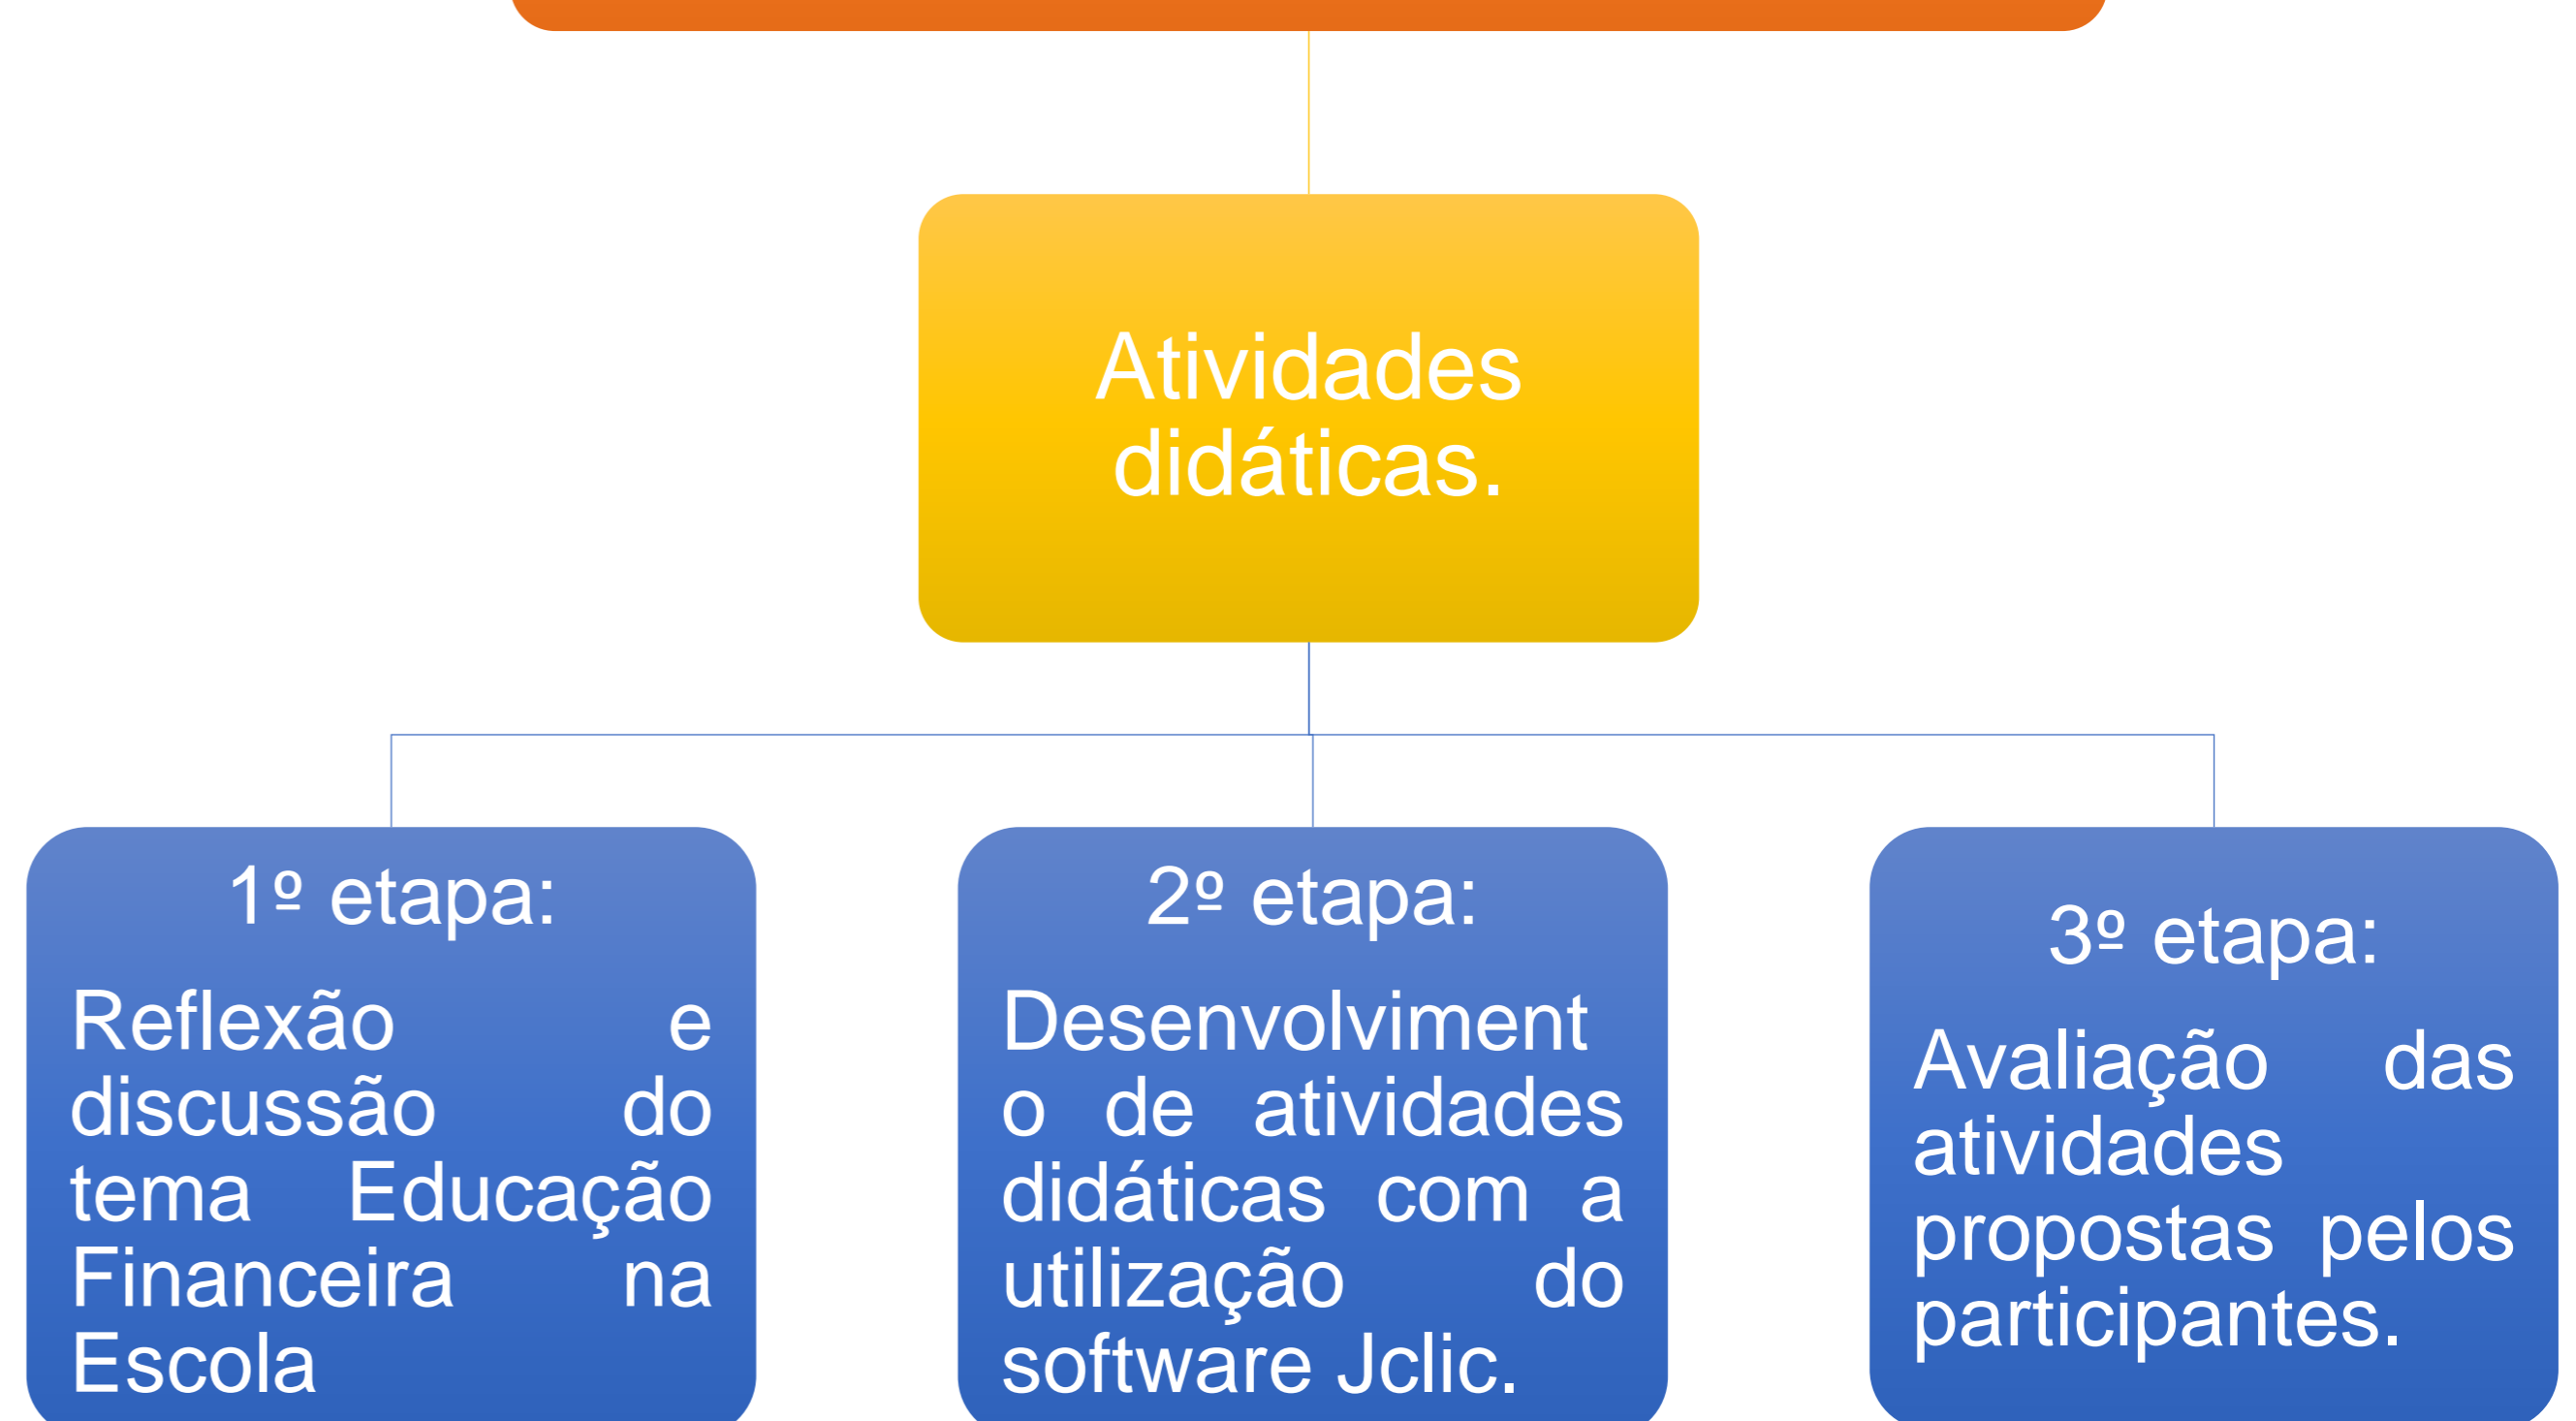 Atividades
didáticas.
1º etapa:
Reflexão e
discussão do
tema Educação
Financeira na
Escola
2º etapa:
Desenvolviment
o de atividades
didáticas com a
utilização do
software Jclic.
3º etapa:
Avaliação das
atividades
propostas pelos
participantes.